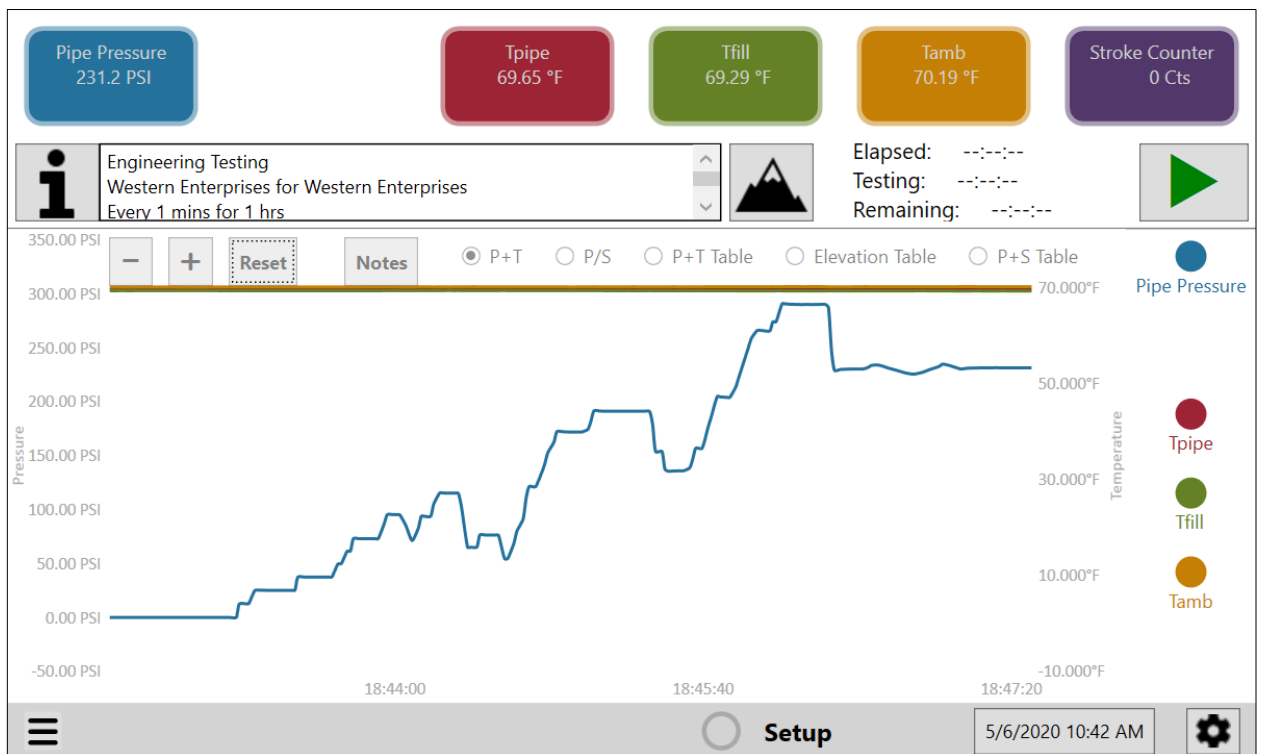 Pipe Pressure
231.2 PSI
Tpipe
69.65 °F
Tfill
69.29 °F
Tamb
70.19 °F
Stroke Counter
0 Cts
Engineering Testing
Western Enterprises for Western Enterprises
Every 1 mins for 1 hrs
Elapsed: --:--:--
Testing: --:--:--
Remaining: --:--:--
− + Reset Notes P+T P/S P+T Table Elevation Table P+S Table
350.00 PSI
300.00 PSI
250.00 PSI
200.00 PSI
150.00 PSI
100.00 PSI
50.00 PSI
0.00 PSI
-50.00 PSI
Pressure
18:44:00 18:45:40 18:47:20
70.000°F
50.000°F
30.000°F
10.000°F
-10.000°F
Temperature
Pipe Pressure
Tpipe
Tfill
Tamb
Setup
5/6/2020 10:42 AM